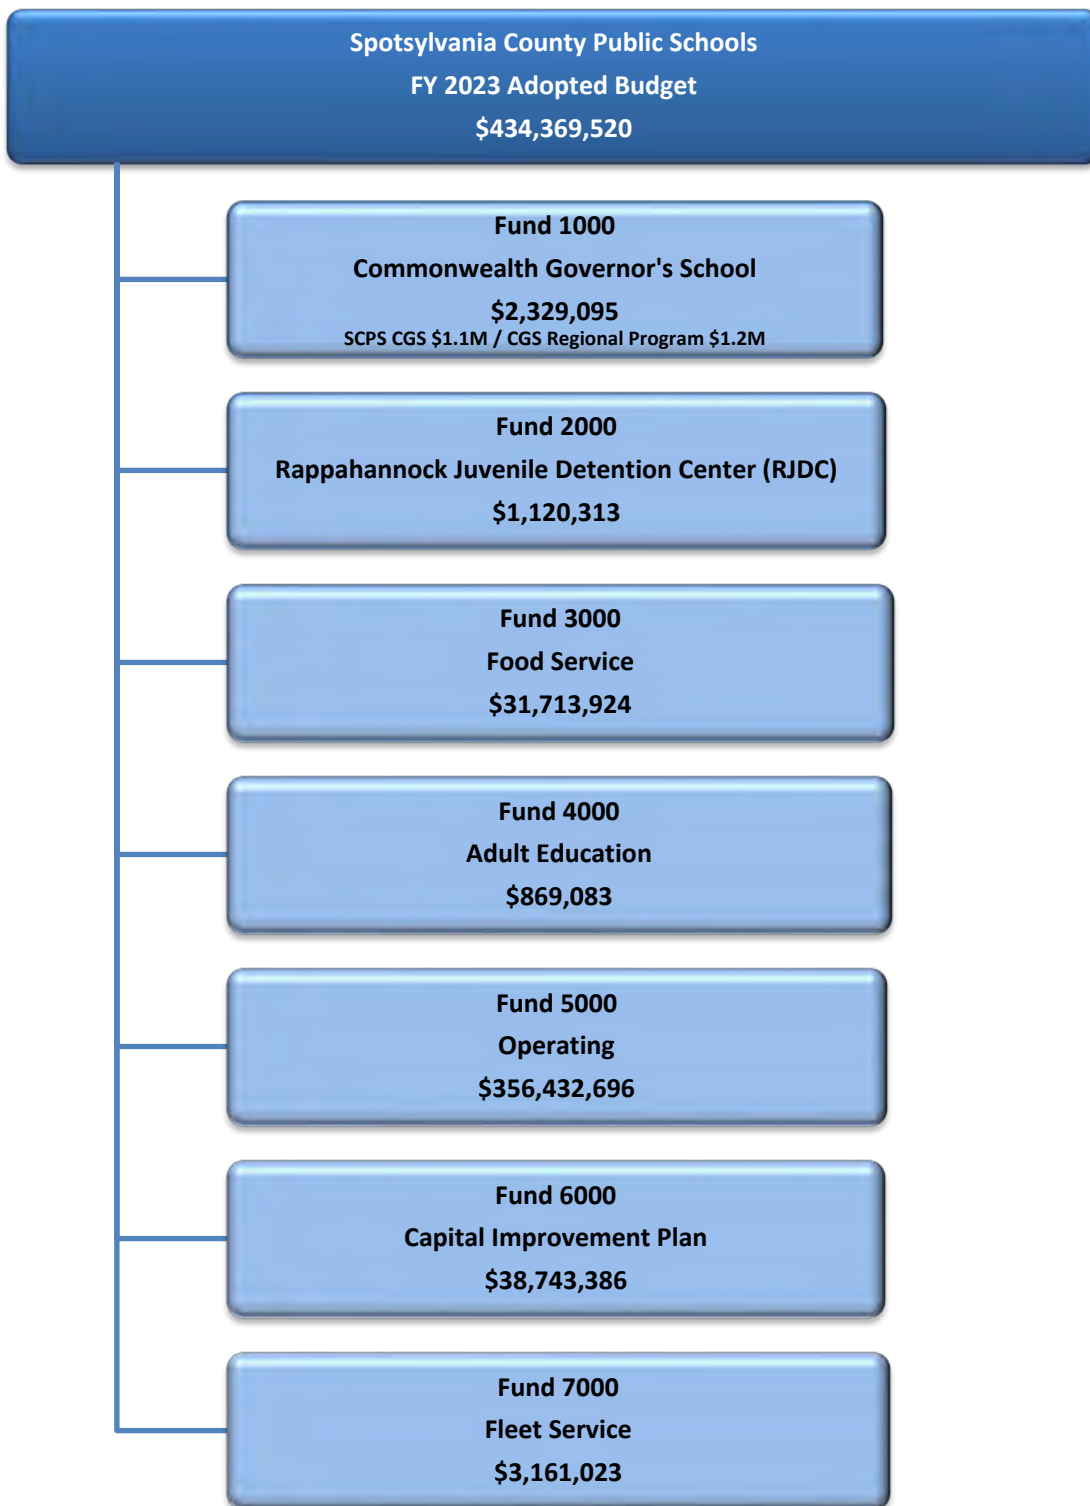 Spotsylvania County Public Schools
FY 2023 Adopted Budget
$434,369,520
Fund 1000
Commonwealth Governor's School
$2,329,095
SCPS CGS $1.1M / CGS Regional Program $1.2M
Fund 2000
Rappahannock Juvenile Detention Center (RJDC)
$1,120,313
Fund 3000
Food Service
$31,713,924
Fund 4000
Adult Education
$869,083
Fund 5000
Operating
$356,432,696
Fund 6000
Capital Improvement Plan
$38,743,386
Fund 7000
Fleet Service
$3,161,023